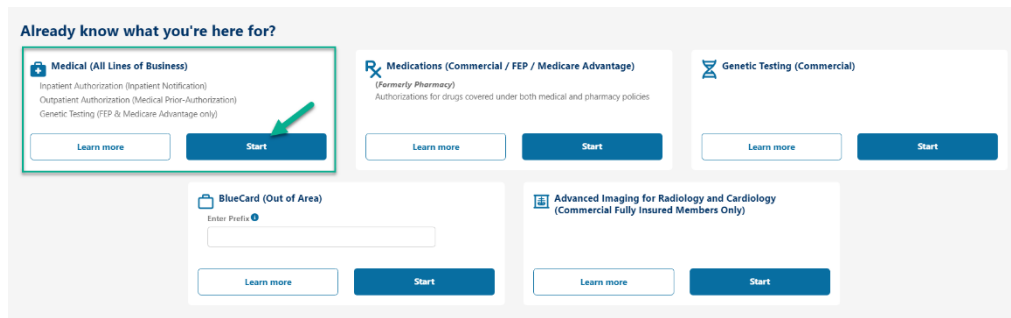 Already know what you're here for?
Medical (All Lines of Business)
Inpatient Authorization (Inpatient Notification)
Outpatient Authorization (Medical Prior-Authorization)
Genetic Testing (FEP & Medicare Advantage only)
Learn more
Start
Medications (Commercial / FEP / Medicare Advantage)
(Formerly Pharmacy)
Authorizations for drugs covered under both medical and pharmacy policies
Learn more
Start
Genetic Testing (Commercial)
Learn more
Start
BlueCard (Out of Area)
Enter Prefix
Learn more
Start
Advanced Imaging for Radiology and Cardiology
(Commercial Fully Insured Members Only)
Learn more
Start